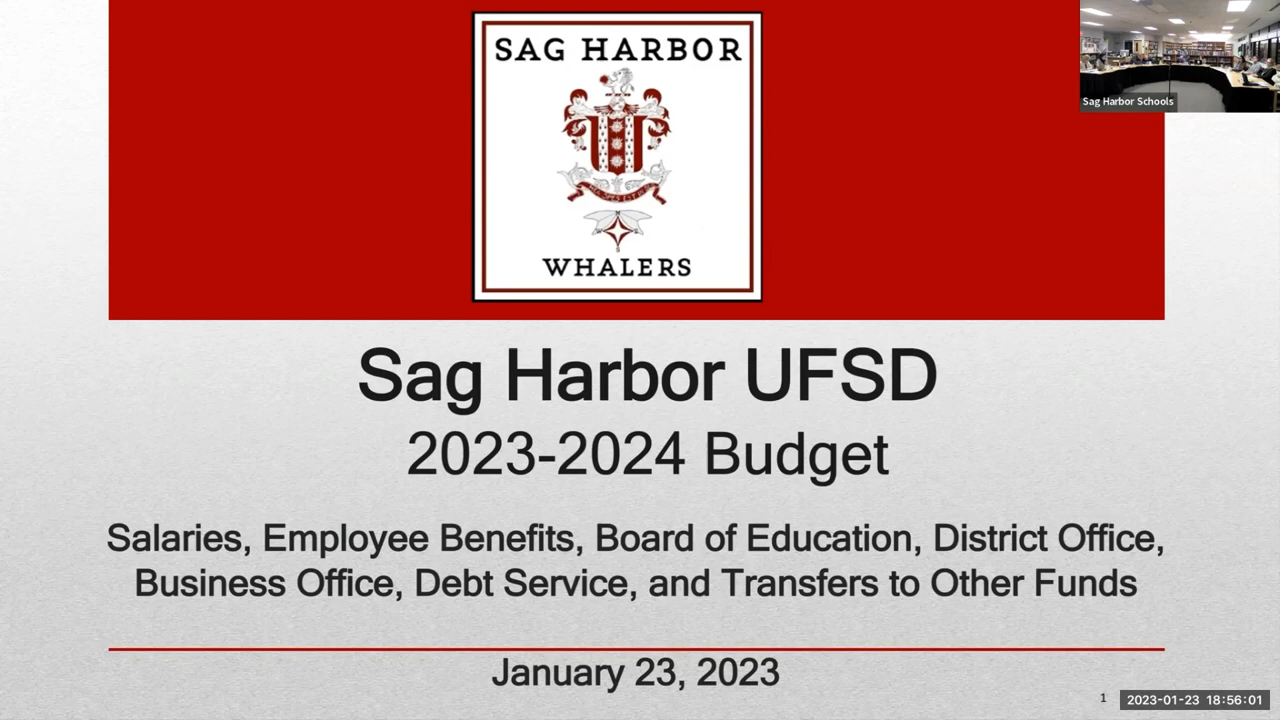 SAG HARBOR
WHALERS
Sag Harbor Schools
Sag Harbor UFSD
2023-2024 Budget
Salaries, Employee Benefits, Board of Education, District Office,
Business Office, Debt Service, and Transfers to Other Funds
January 23, 2023
1
2023-01-23 18:56:01